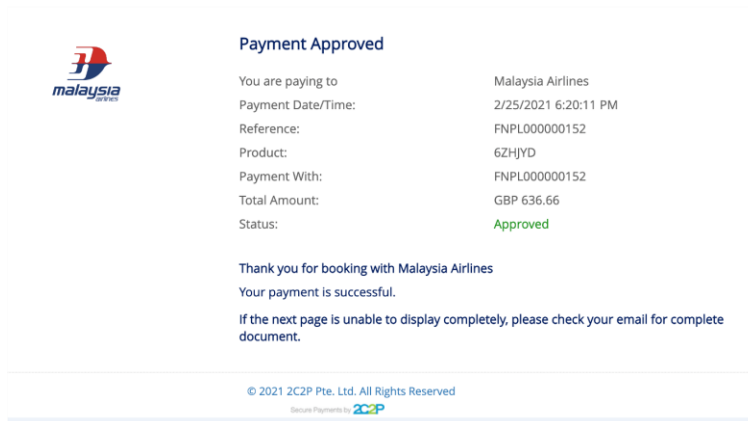 malaysia
airlines
Payment Approved
You are paying to Malaysia Airlines
Payment Date/Time: 2/25/2021 6:20:11 PM
Reference: FNPL000000152
Product: 6ZHJYD
Payment With: FNPL000000152
Total Amount: GBP 636.66
Status: Approved
Thank you for booking with Malaysia Airlines
Your payment is successful.
If the next page is unable to display completely, please check your email for complete
document.
© 2021 2C2P Pte. Ltd. All Rights Reserved
Secure Payments by 2C2P